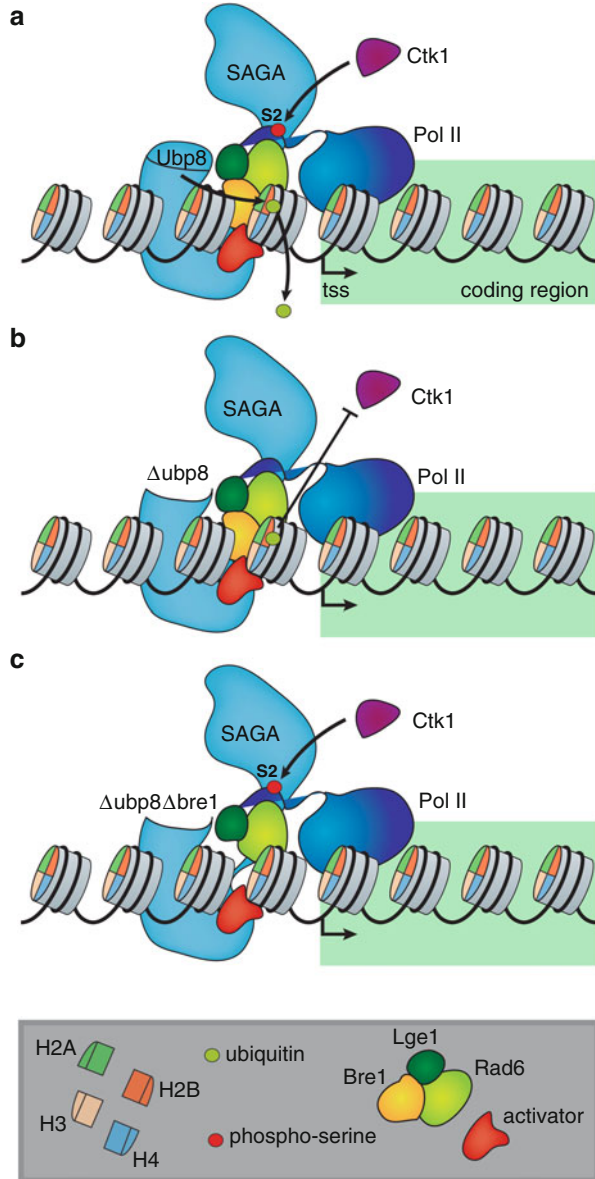 a
SAGA
Ctk1
S2
Pol II
Ubp8
tss
coding region
b
SAGA
Ctk1
Δubp8
Pol II
c
SAGA
Ctk1
S2
Δubp8Δbre1
Pol II
H2A
H2B
H3
H4
ubiquitin
phospho-serine
Lge1
Bre1
Rad6
activator